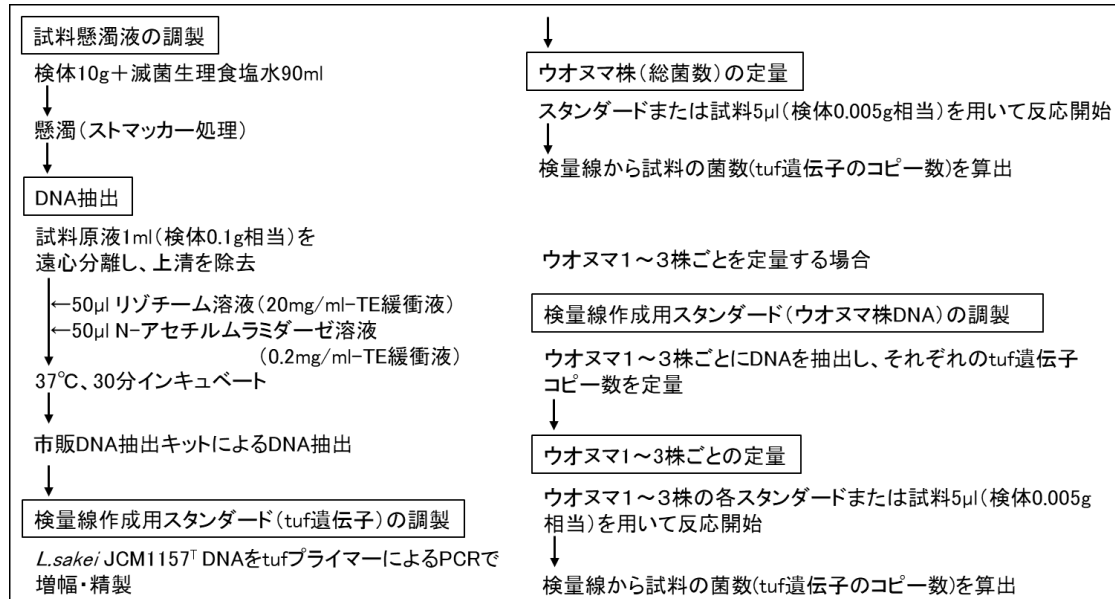 試料懸濁液の調製
検体10g＋滅菌生理食塩水90ml
懸濁（ストマッカー処理）
DNA抽出
試料原液1ml（検体0.1g相当）を
遠心分離し、上清を除去
←50μl リゾチーム溶液（20mg/ml-TE緩衝液）
←50μl N-アセチルムラミダーゼ溶液
（0.2mg/ml-TE緩衝液）
37℃、30分インキュベート
市販DNA抽出キットによるDNA抽出
検量線作成用スタンダード（tuf遺伝子）の調製
L.sakei JCM1157ᵀ DNAをtufプライマーによるPCRで
増幅・精製
ウオヌマ株（総菌数）の定量
スタンダードまたは試料5μl（検体0.005g相当）を用いて反応開始
検量線から試料の菌数(tuf遺伝子のコピー数)を算出
ウオヌマ1～3株ごとを定量する場合
検量線作成用スタンダード（ウオヌマ株DNA）の調製
ウオヌマ1～3株ごとにDNAを抽出し、それぞれのtuf遺伝子
コピー数を定量
ウオヌマ1～3株ごとの定量
ウオヌマ1～3株の各スタンダードまたは試料5μl（検体0.005g
相当）を用いて反応開始
検量線から試料の菌数(tuf遺伝子のコピー数)を算出